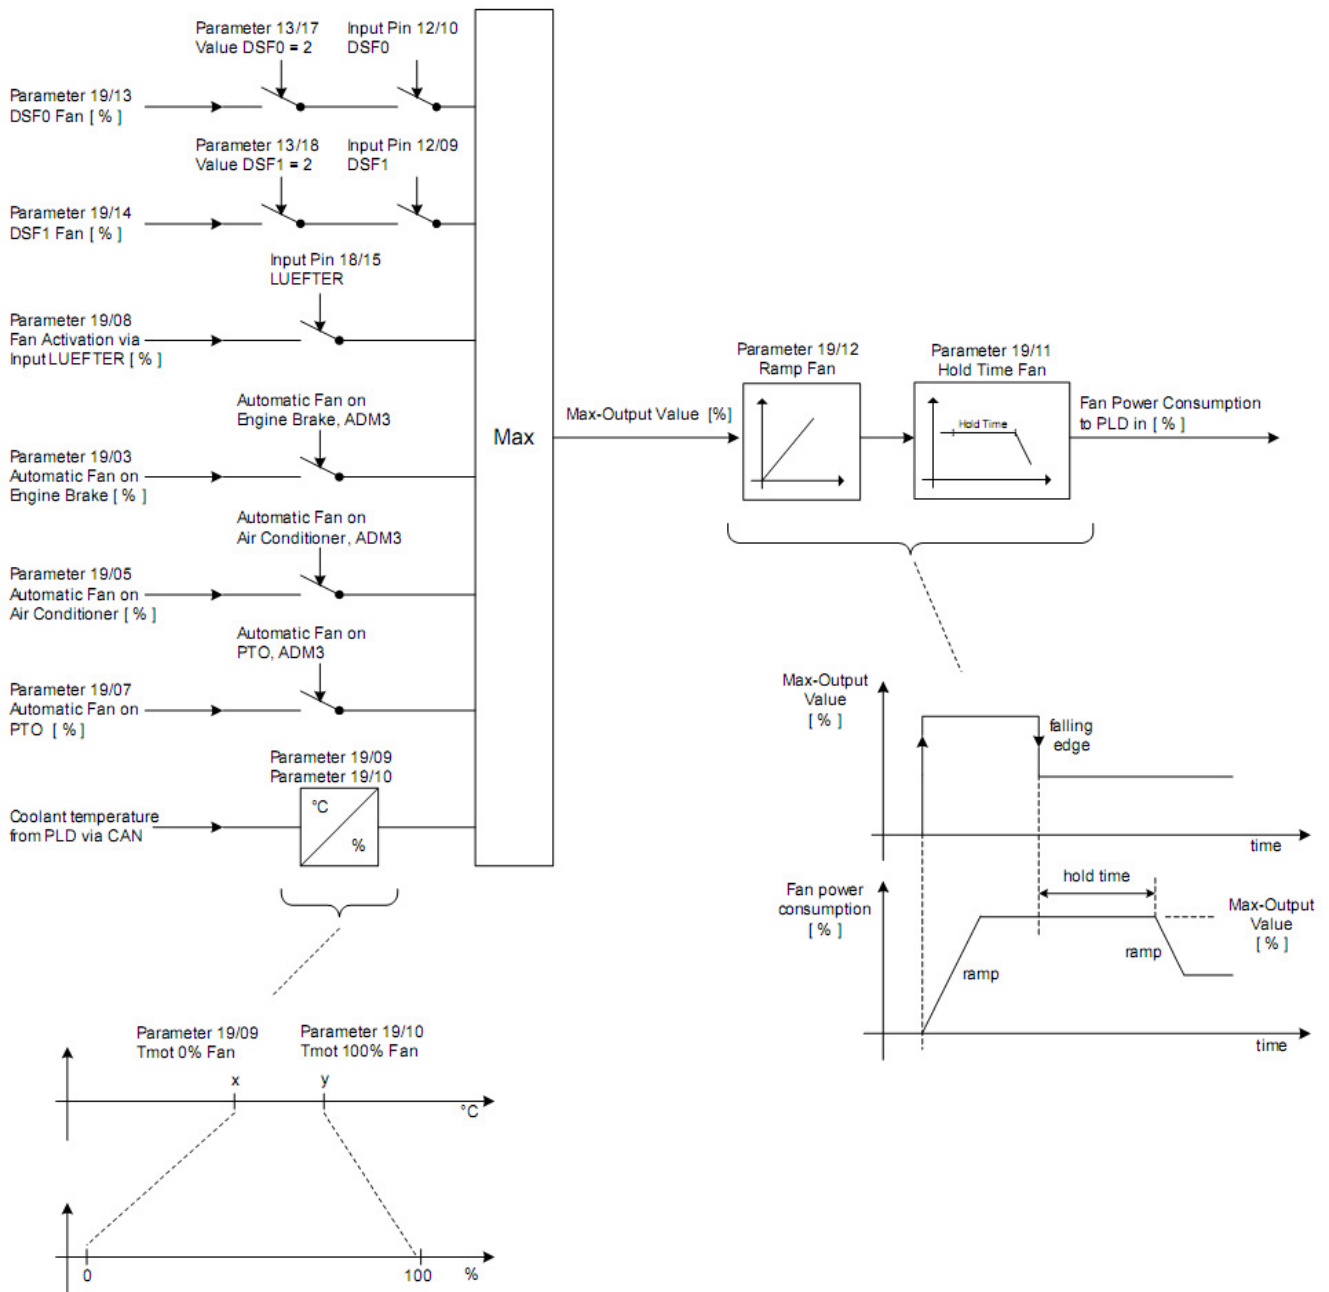 Parameter 13/17
Value DSF0 = 2
Input Pin 12/10
DSF0
Parameter 19/13
DSF0 Fan [ % ]
Parameter 13/18
Value DSF1 = 2
Input Pin 12/09
DSF1
Parameter 19/14
DSF1 Fan [ % ]
Input Pin 18/15
LUEFTER
Parameter 19/08
Fan Activation via
Input LUEFTER [ % ]
Automatic Fan on
Engine Brake, ADM3
Parameter 19/03
Automatic Fan on
Engine Brake [ % ]
Automatic Fan on
Air Conditioner, ADM3
Parameter 19/05
Automatic Fan on
Air Conditioner [ % ]
Automatic Fan on
PTO, ADM3
Parameter 19/07
Automatic Fan on
PTO [ % ]
Parameter 19/09
Parameter 19/10
°C
%
Coolant temperature
from PLD via CAN
Max
Max-Output Value [%]
Parameter 19/12
Ramp Fan
Parameter 19/11
Hold Time Fan
Hold Time
Fan Power Consumption
to PLD in [ % ]
Max-Output
Value
[ % ]
falling
edge
time
hold time
Fan power
consumption
[ % ]
ramp
ramp
Max-Output
Value
[ % ]
time
Parameter 19/09
Tmot 0% Fan
Parameter 19/10
Tmot 100% Fan
x
y
°C
0
100
%